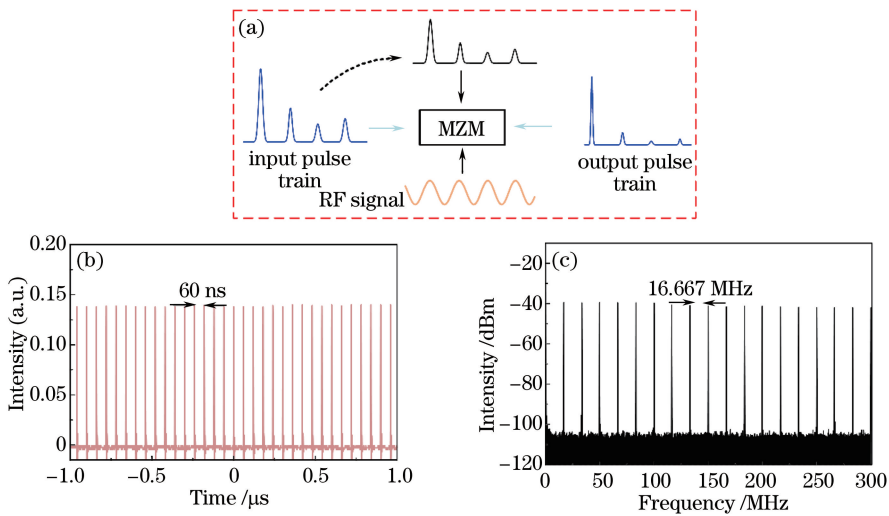 (a)
MZM
input pulse
train
output pulse
train
RF signal
(b)
60 ns
0.20
0.15
0.10
0.05
0
Intensity (a.u.)
−1.0
−0.5
0
0.5
1.0
Time /μs
(c)
16.667 MHz
−20
−40
−60
−80
−100
−120
Intensity /dBm
0
50
100
150
200
250
300
Frequency /MHz